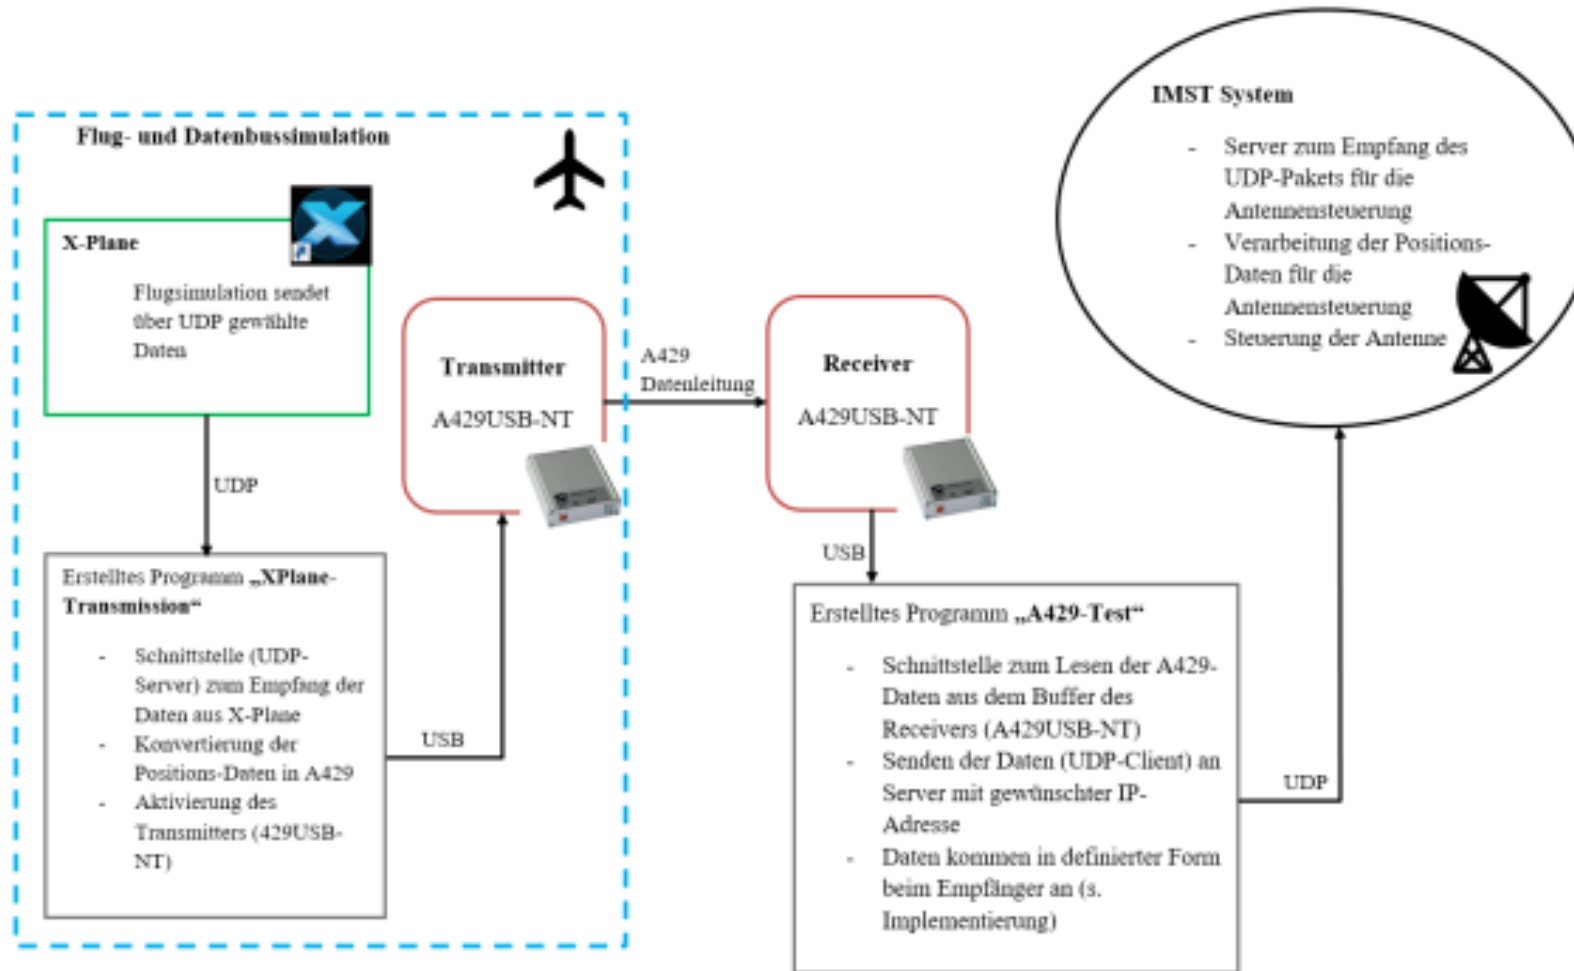 Flug- und Datenbussimulation
X-Plane
Flugsimulation sendet
über UDP gewählte
Daten
UDP
Erstelltes Programm „XPlane-
Transmission“
- Schnittstelle (UDP-
Server) zum Empfang der
Daten aus X-Plane
- Konvertierung der
Positions-Daten in A429
- Aktivierung des
Transmitters (429USB-
NT)
USB
Transmitter
A429USB-NT
A429
Datenleitung
Receiver
A429USB-NT
USB
Erstelltes Programm „A429-Test“
- Schnittstelle zum Lesen der A429-
Daten aus dem Buffer des
Receivers (A429USB-NT)
- Senden der Daten (UDP-Client) an
Server mit gewünschter IP-
Adresse
- Daten kommen in definierter Form
beim Empfänger an (s.
Implementierung)
UDP
IMST System
- Server zum Empfang des
UDP-Pakets für die
Antennensteuerung
- Verarbeitung der Positions-
Daten für die
Antennensteuerung
- Steuerung der Antenne